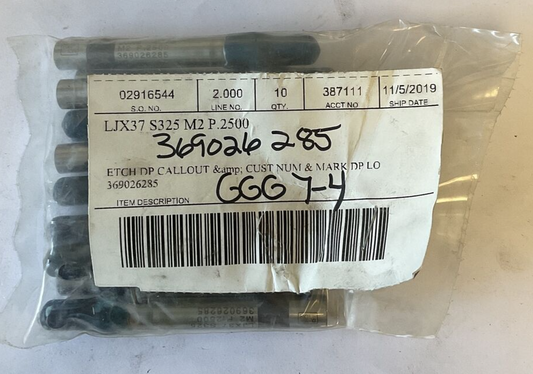 02916544 2.000 10 387111 11/5/2019
S.O. NO. LINE NO. QTY. ACCT NO SHIP DATE
LJX37 S325 M2 P.2500
369026285
ETCH DP CALLOUT &amp; CUST NUM & MARK DP LO
369026285
GGG 7-4
ITEM DESCRIPTION